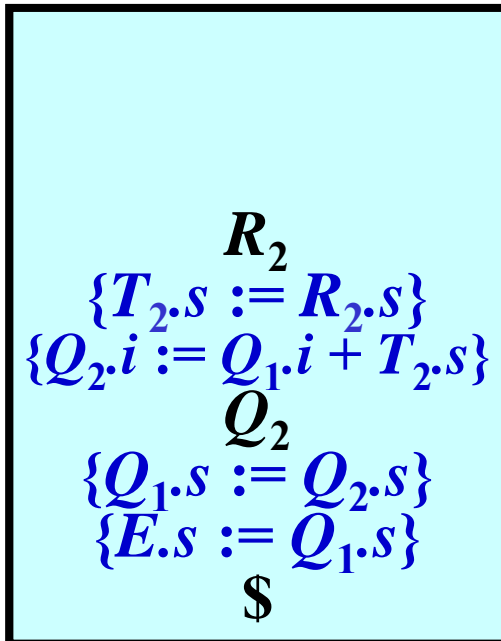 R₂
{T₂.s := R₂.s}
{Q₂.i := Q₁.i + T₂.s}
Q₂
{Q₁.s := Q₂.s}
{E.s := Q₁.s}
$